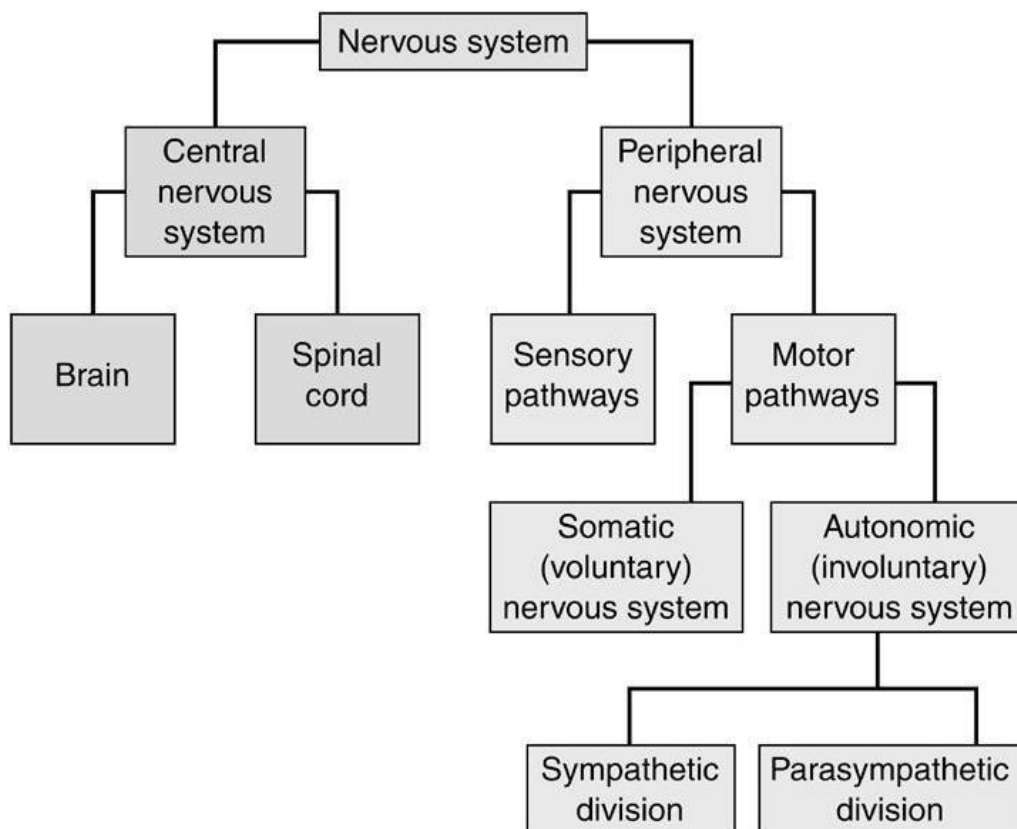 Nervous system
Central
nervous
system
Peripheral
nervous
system
Brain
Spinal
cord
Sensory
pathways
Motor
pathways
Somatic
(voluntary)
nervous system
Autonomic
(involuntary)
nervous system
Sympathetic
division
Parasympathetic
division